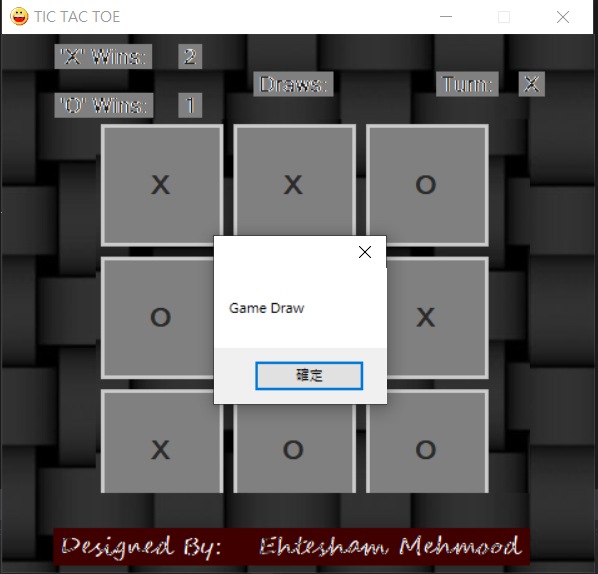 TIC TAC TOE
"X" Wins: 2
Draws: Turn: X
"O" Wins: 1
X X O
O X
Game Draw
確定
X O O
Designed By: Ehtesham Mehmood